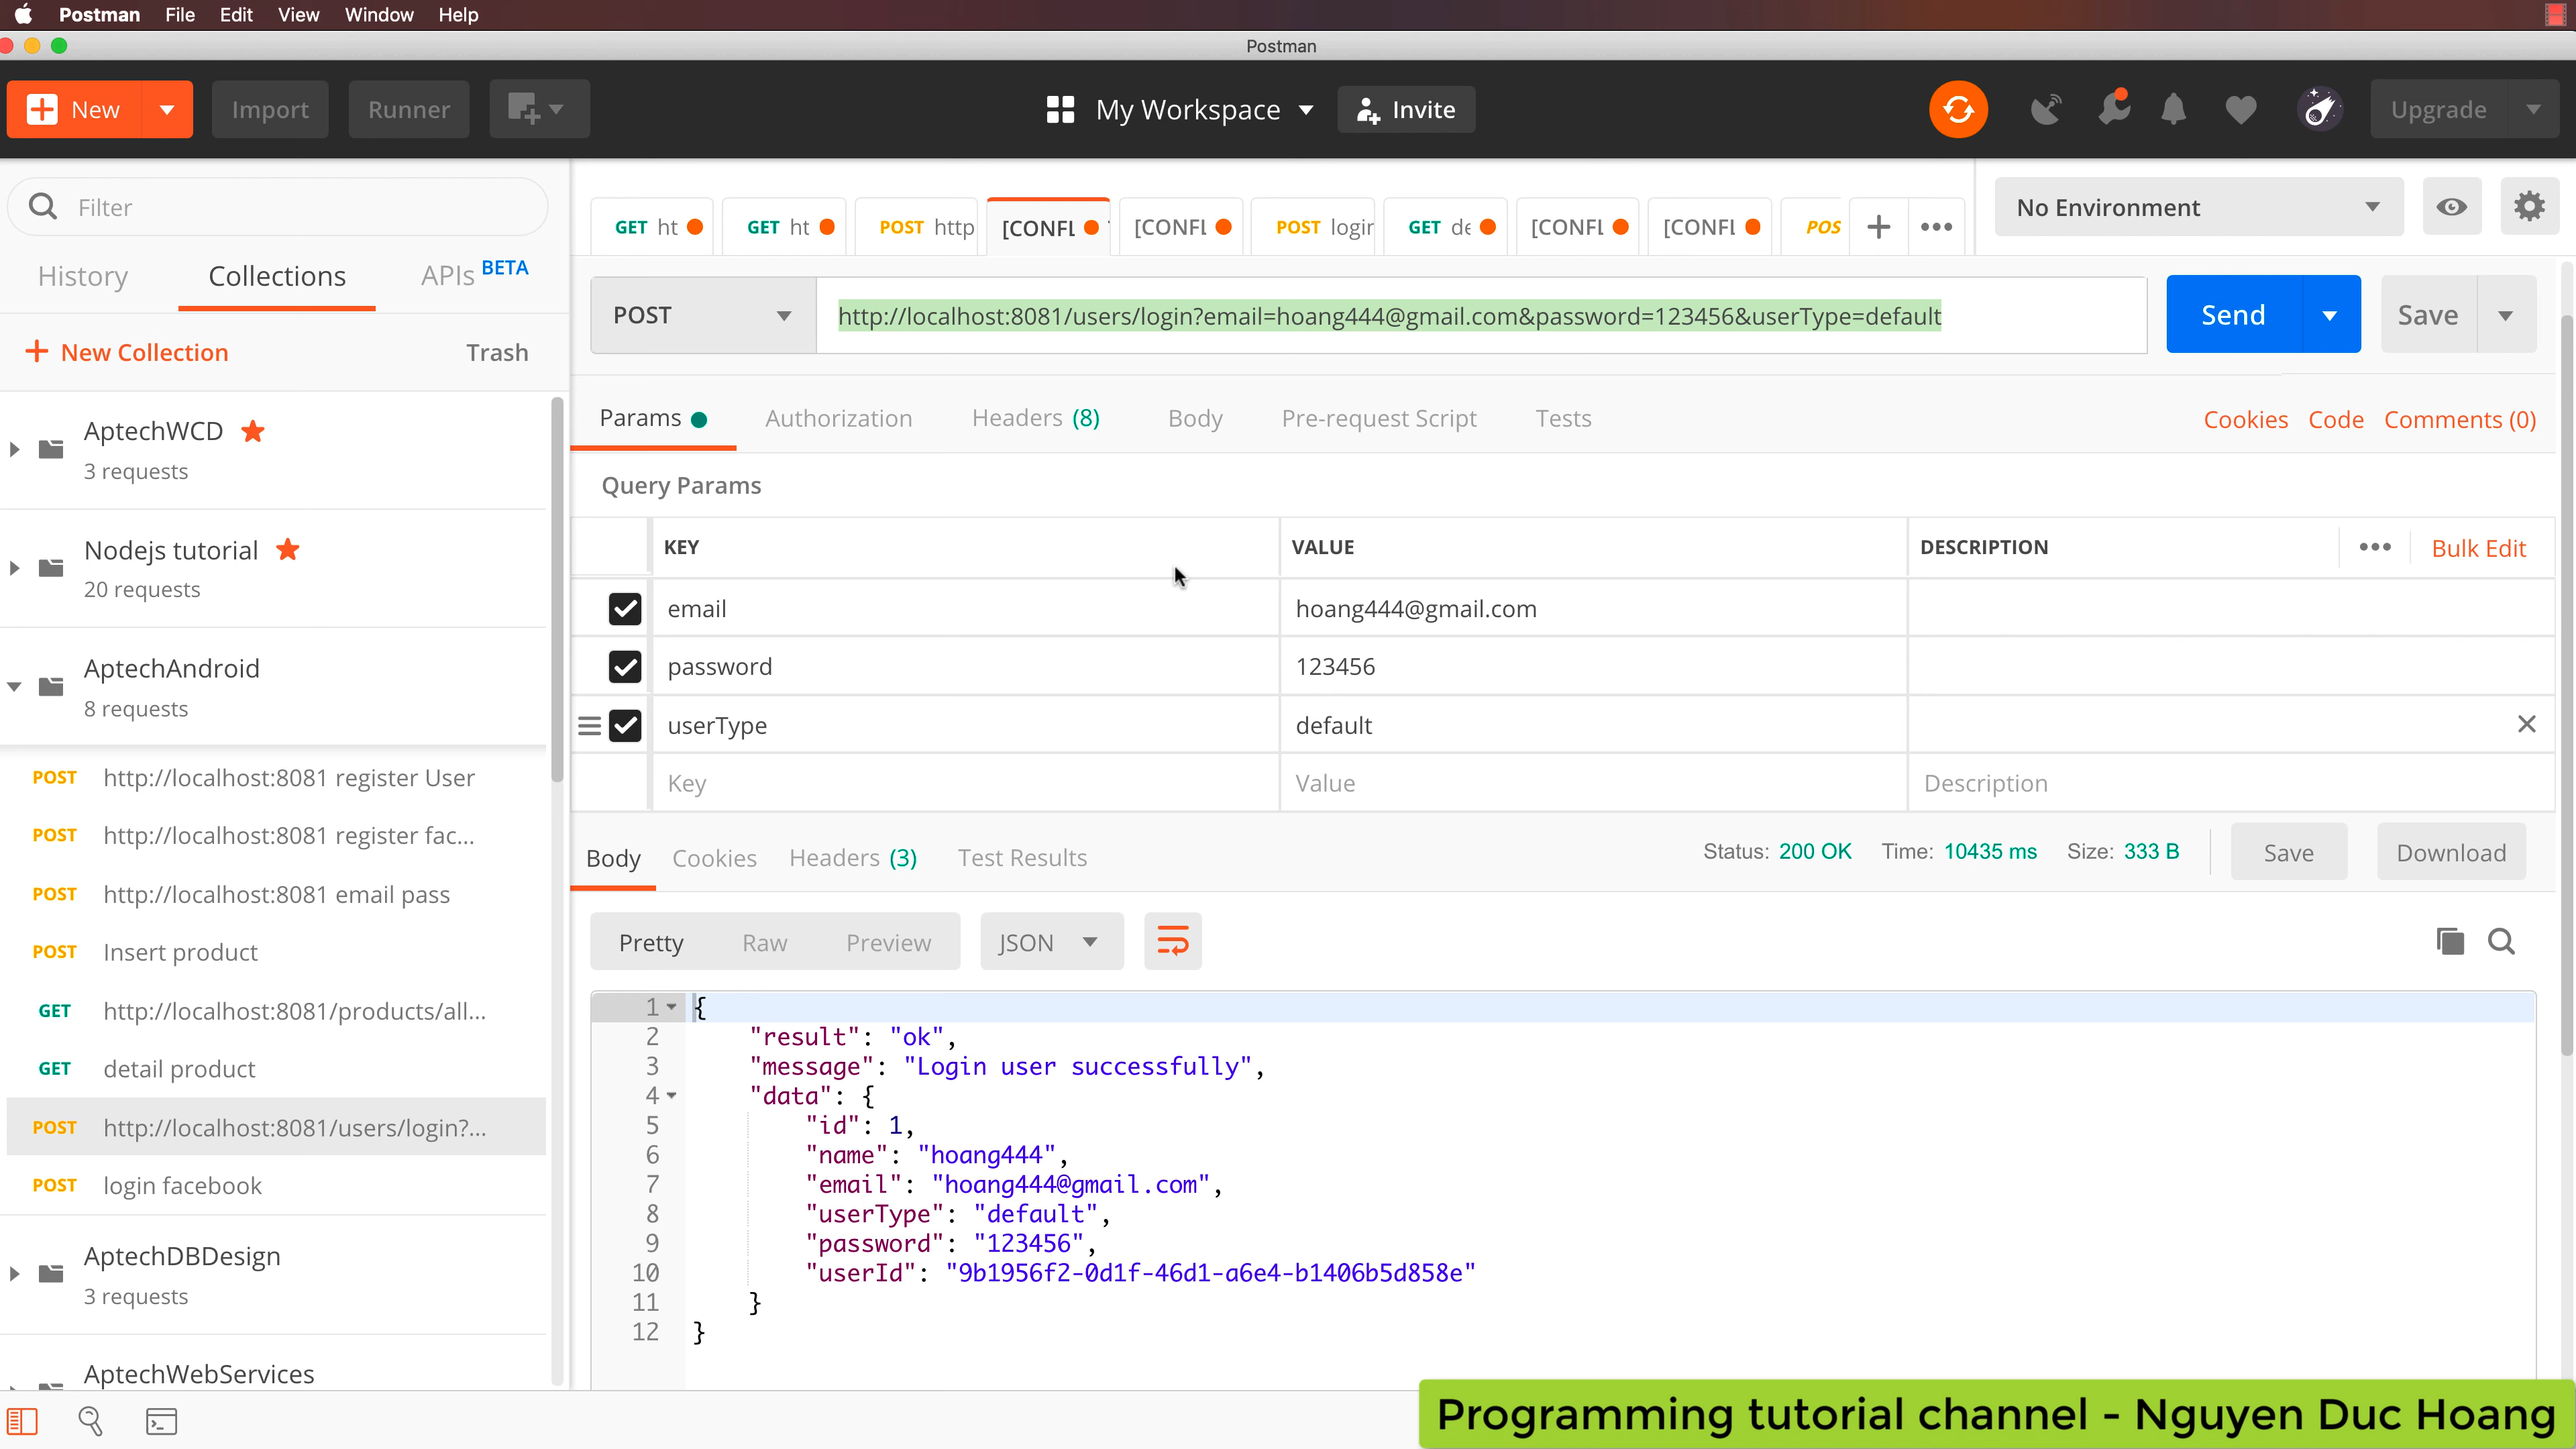 Postman File Edit View Window Help
Postman
New Import Runner My Workspace Invite Upgrade
Filter
History Collections APIs BETA
New Collection Trash
AptechWCD
3 requests
Nodejs tutorial
20 requests
AptechAndroid
8 requests
POST http://localhost:8081 register User
POST http://localhost:8081 register fac...
POST http://localhost:8081 email pass
POST Insert product
GET http://localhost:8081/products/all...
GET detail product
POST http://localhost:8081/users/login?...
POST login facebook
AptechDBDesign
3 requests
AptechWebServices
GET ht GET ht POST http [CONFL [CONFL POST login GET de [CONFL [CONFL POS
No Environment
POST http://localhost:8081/users/login?email=hoang444@gmail.com&password=123456&userType=default Send Save
Params Authorization Headers (8) Body Pre-request Script Tests Cookies Code Comments (0)
Query Params
KEY VALUE DESCRIPTION Bulk Edit
email hoang444@gmail.com
password 123456
userType default
Key Value Description
Body Cookies Headers (3) Test Results Status: 200 OK Time: 10435 ms Size: 333 B Save Download
Pretty Raw Preview JSON
1 {
2 "result": "ok",
3 "message": "Login user successfully",
4 "data": {
5 "id": 1,
6 "name": "hoang444",
7 "email": "hoang444@gmail.com",
8 "userType": "default",
9 "password": "123456",
10 "userId": "9b1956f2-0d1f-46d1-a6e4-b1406b5d858e"
11 }
12 }
Programming tutorial channel - Nguyen Duc Hoang